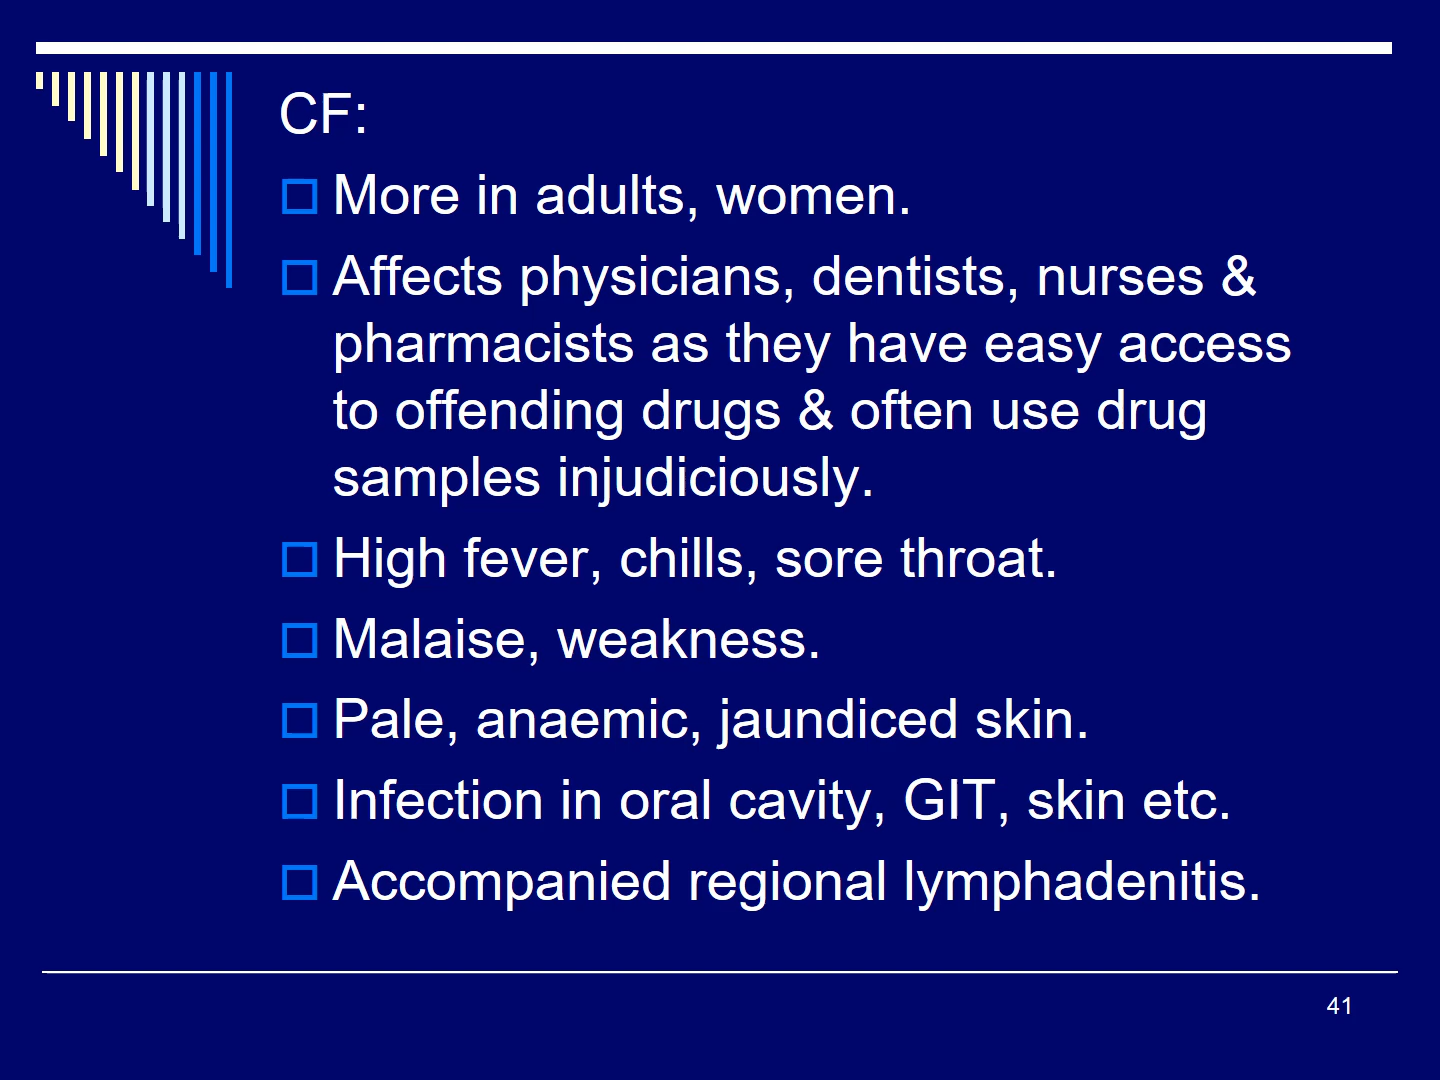 CF:
More in adults, women.
Affects physicians, dentists, nurses &
pharmacists as they have easy access
to offending drugs & often use drug
samples injudiciously.
High fever, chills, sore throat.
Malaise, weakness.
Pale, anaemic, jaundiced skin.
Infection in oral cavity, GIT, skin etc.
Accompanied regional lymphadenitis.
41